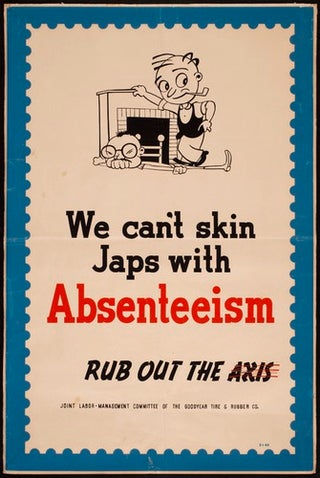 We can't skin
Japs with
Absenteeism
RUB OUT THE AXIS
JOINT LABOR-MANAGEMENT COMMITTEE OF THE GOODYEAR TIRE & RUBBER CO.